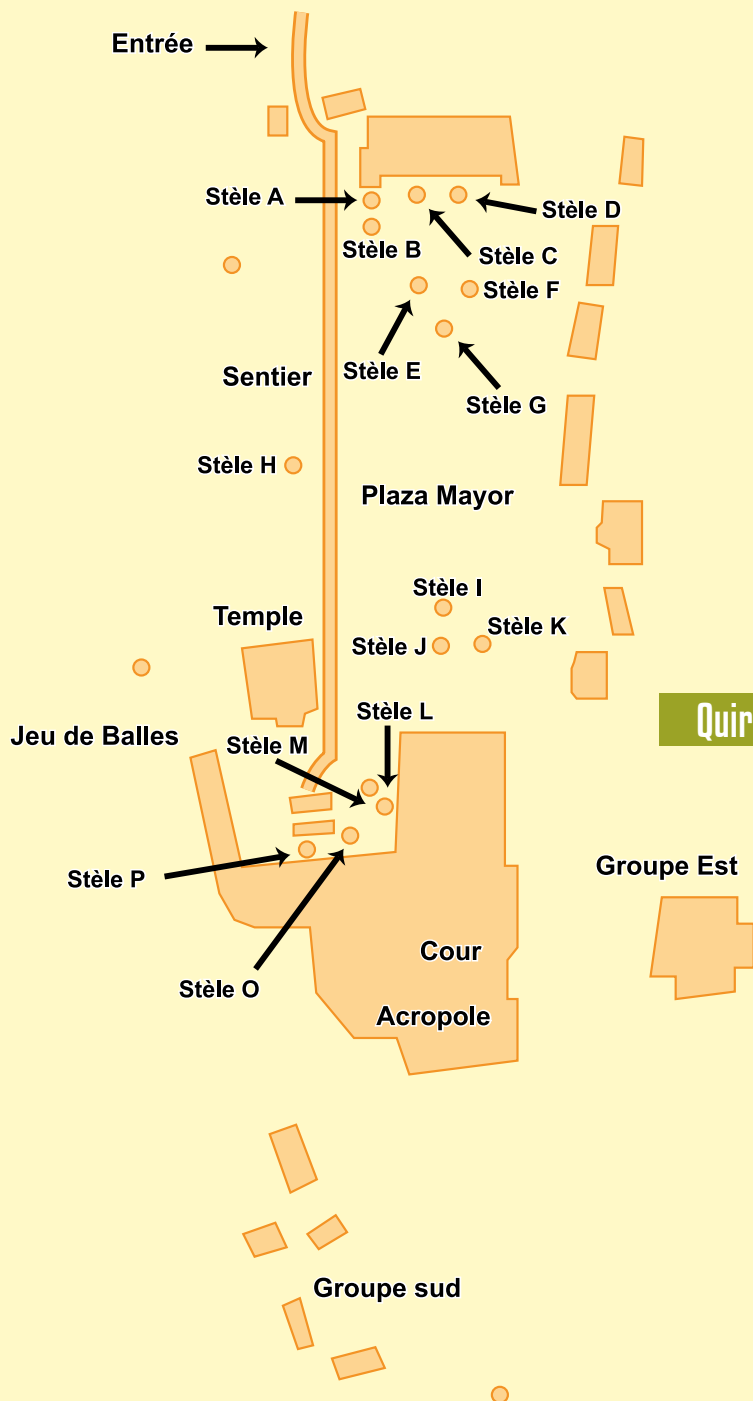 Entrée
Stèle A
Stèle D
Stèle B
Stèle C
Stèle F
Stèle E
Sentier
Stèle G
Stèle H
Plaza Mayor
Stèle I
Temple
Stèle K
Stèle J
Stèle L
Quir
Jeu de Balles
Stèle M
Groupe Est
Stèle P
Cour
Stèle O
Acropole
Groupe sud